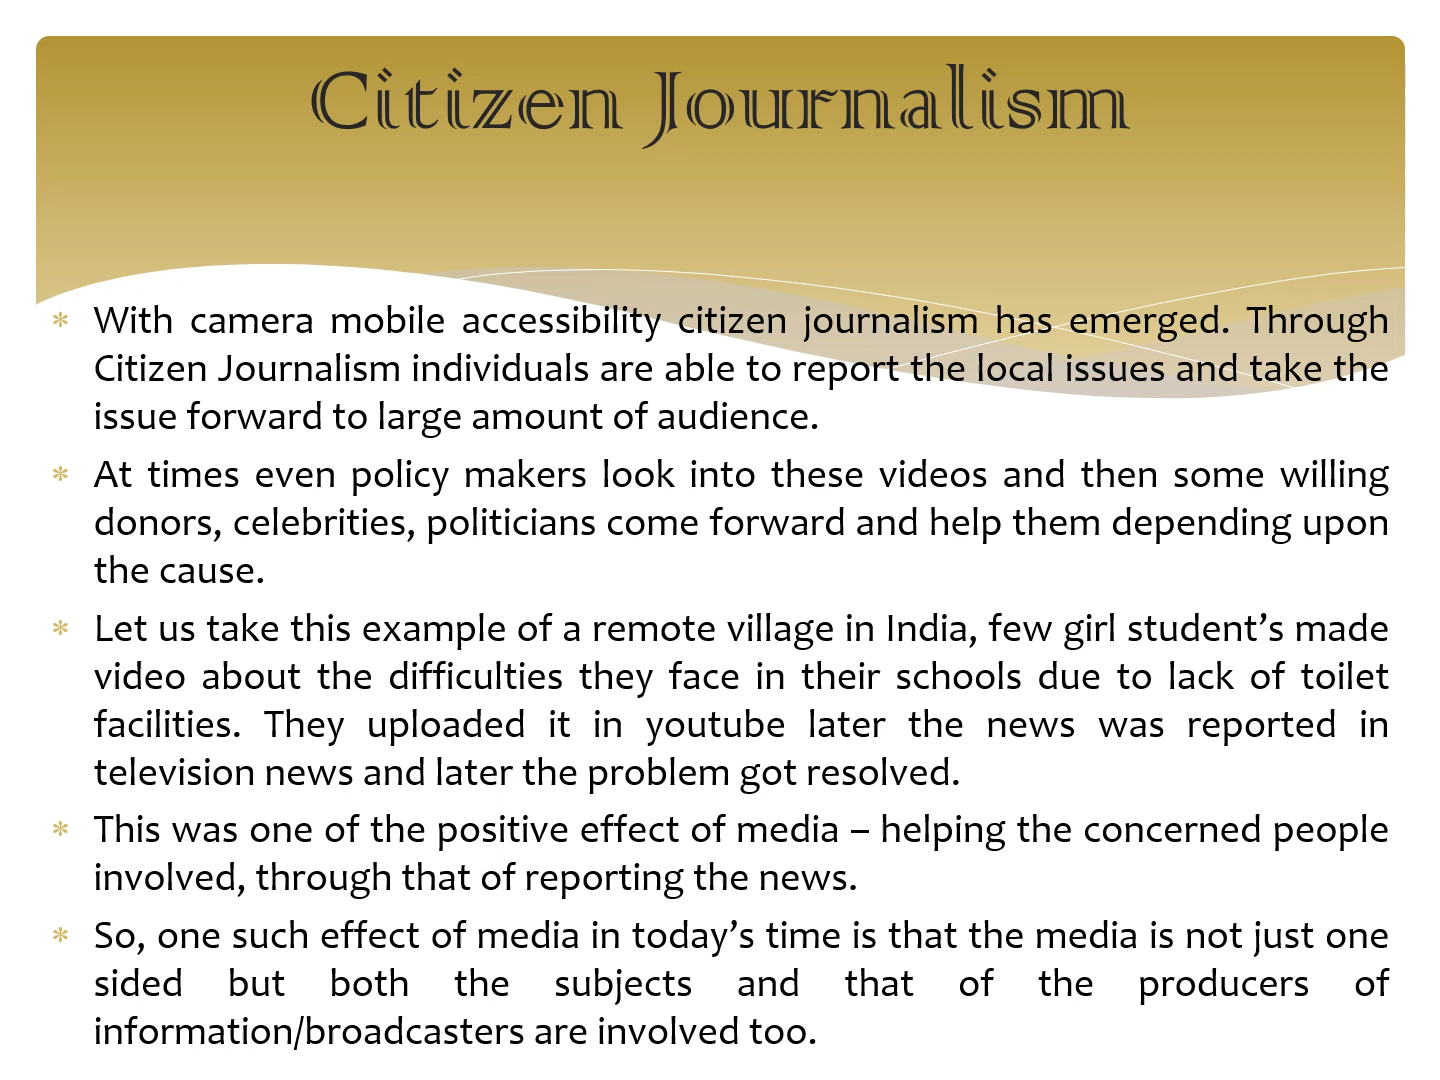 Citizen Journalism
With camera mobile accessibility citizen journalism has emerged. Through
Citizen Journalism individuals are able to report the local issues and take the
issue forward to large amount of audience.
At times even policy makers look into these videos and then some willing
donors, celebrities, politicians come forward and help them depending upon
the cause.
Let us take this example of a remote village in India, few girl student’s made
video about the difficulties they face in their schools due to lack of toilet
facilities. They uploaded it in youtube later the news was reported in
television news and later the problem got resolved.
This was one of the positive effect of media – helping the concerned people
involved, through that of reporting the news.
So, one such effect of media in today’s time is that the media is not just one
sided but both the subjects and that of the producers of
information/broadcasters are involved too.